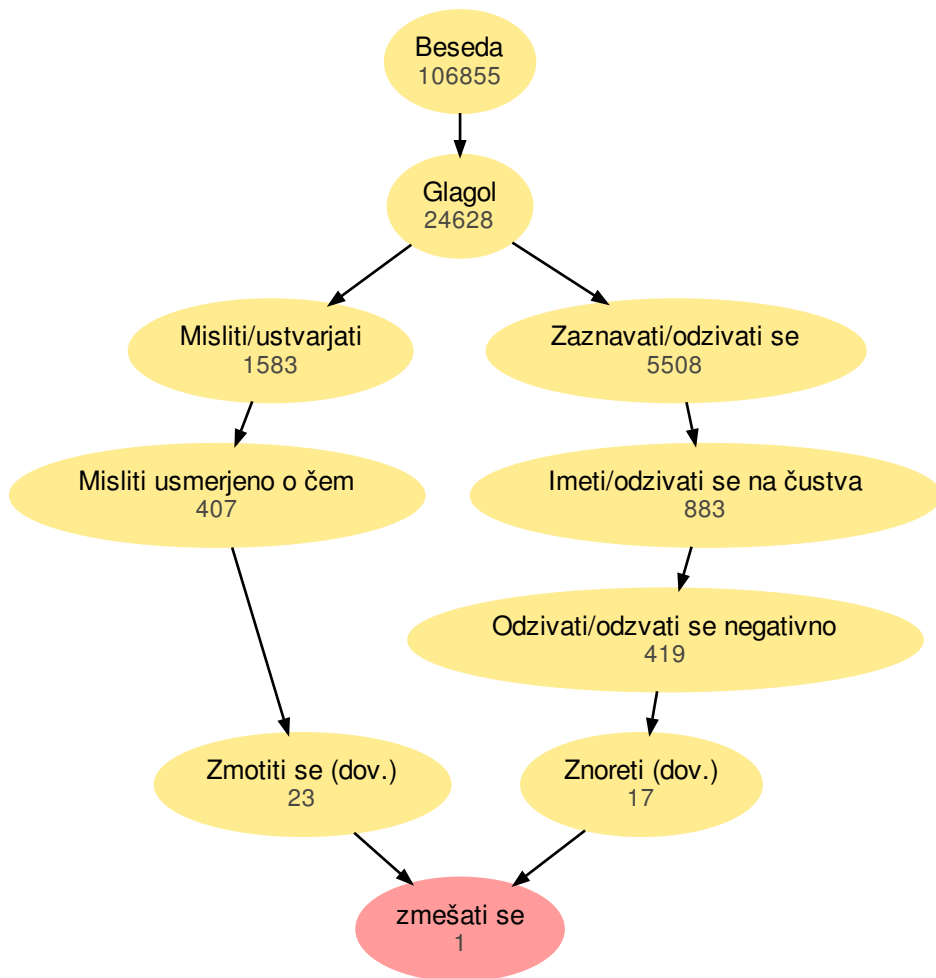 Beseda
106855
Glagol
24628
Misliti/ustvarjati
1583
Zaznavati/odzivati se
5508
Misliti usmerjeno o čem
407
Imeti/odzivati se na čustva
883
Odzivati/odzvati se negativno
419
Zmotiti se (dov.)
23
Znoreti (dov.)
17
zmešati se
1